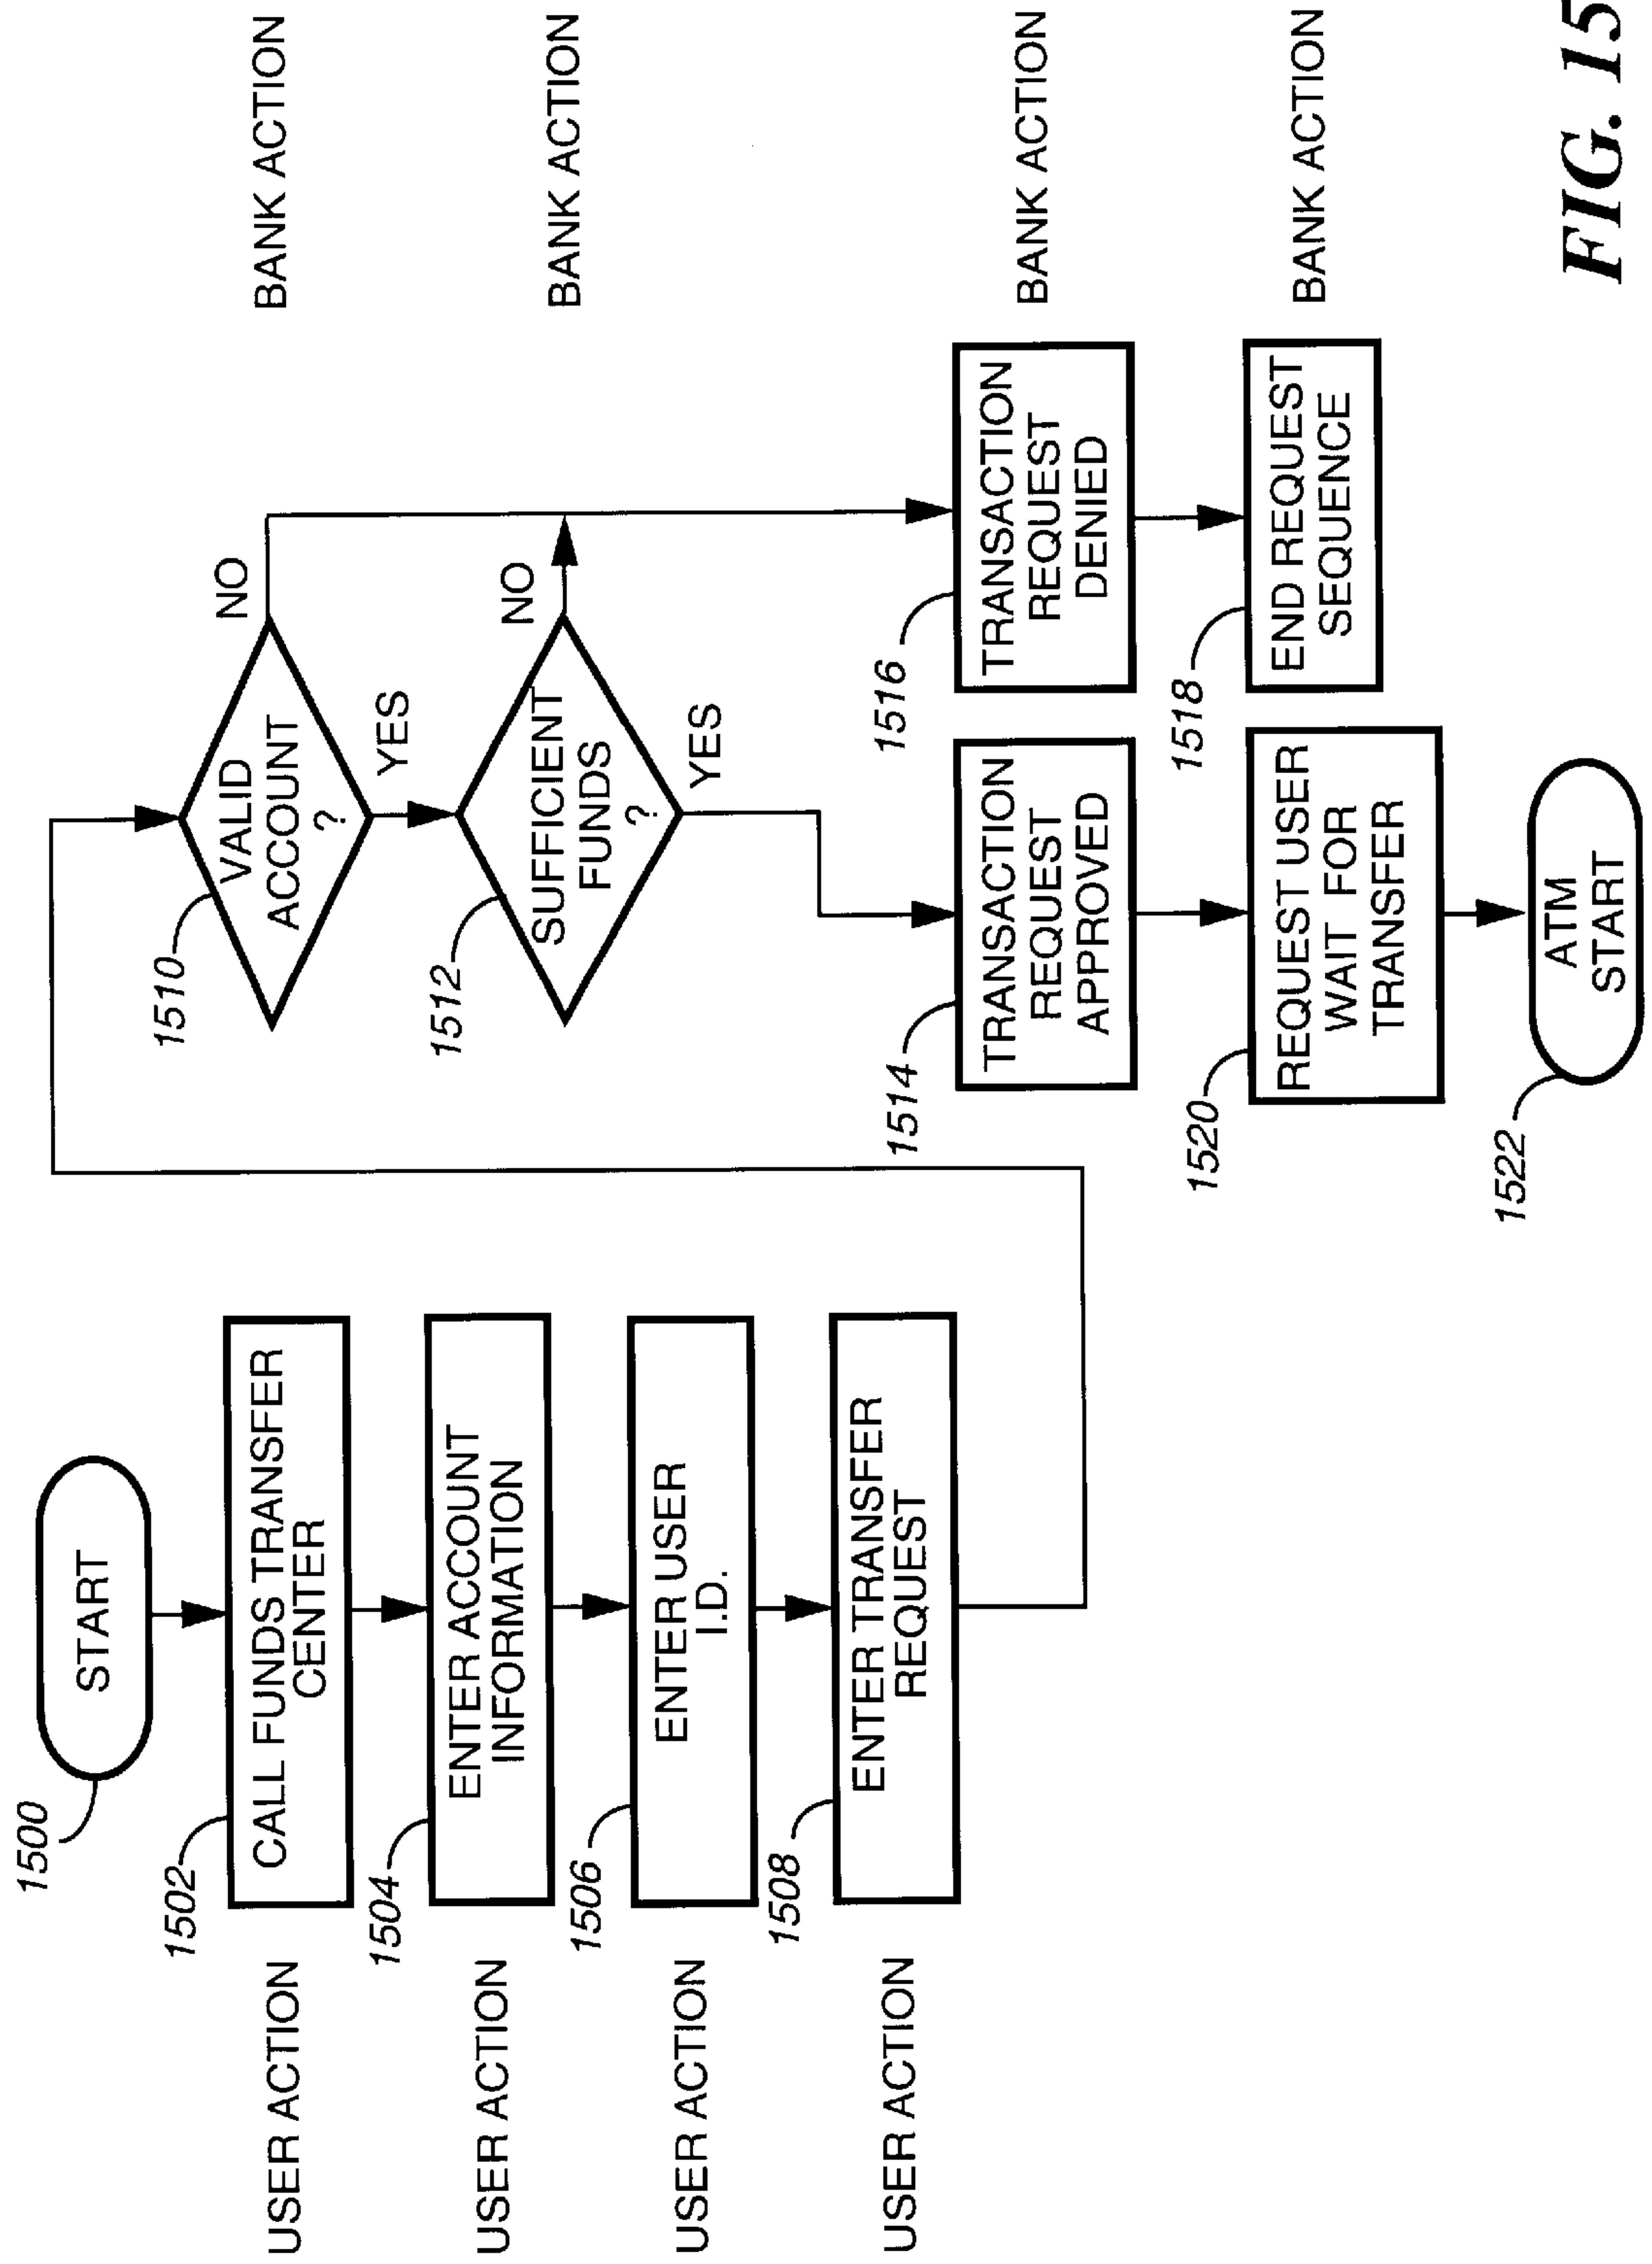 1500
START
USER ACTION
1502
CALL FUNDS TRANSFER
CENTER
USER ACTION
1504
ENTER ACCOUNT
INFORMATION
USER ACTION
1506
ENTER USER
I.D.
USER ACTION
1508
ENTER TRANSFER
REQUEST
1510
VALID
ACCOUNT
?
NO
YES
BANK ACTION
1512
SUFFICIENT
FUNDS
?
NO
YES
BANK ACTION
1514
TRANSACTION
REQUEST
APPROVED
1516
TRANSACTION
REQUEST
DENIED
BANK ACTION
1520
REQUEST USER
WAIT FOR
TRANSFER
1518
END REQUEST
SEQUENCE
BANK ACTION
1522
ATM
START
FIG. 15